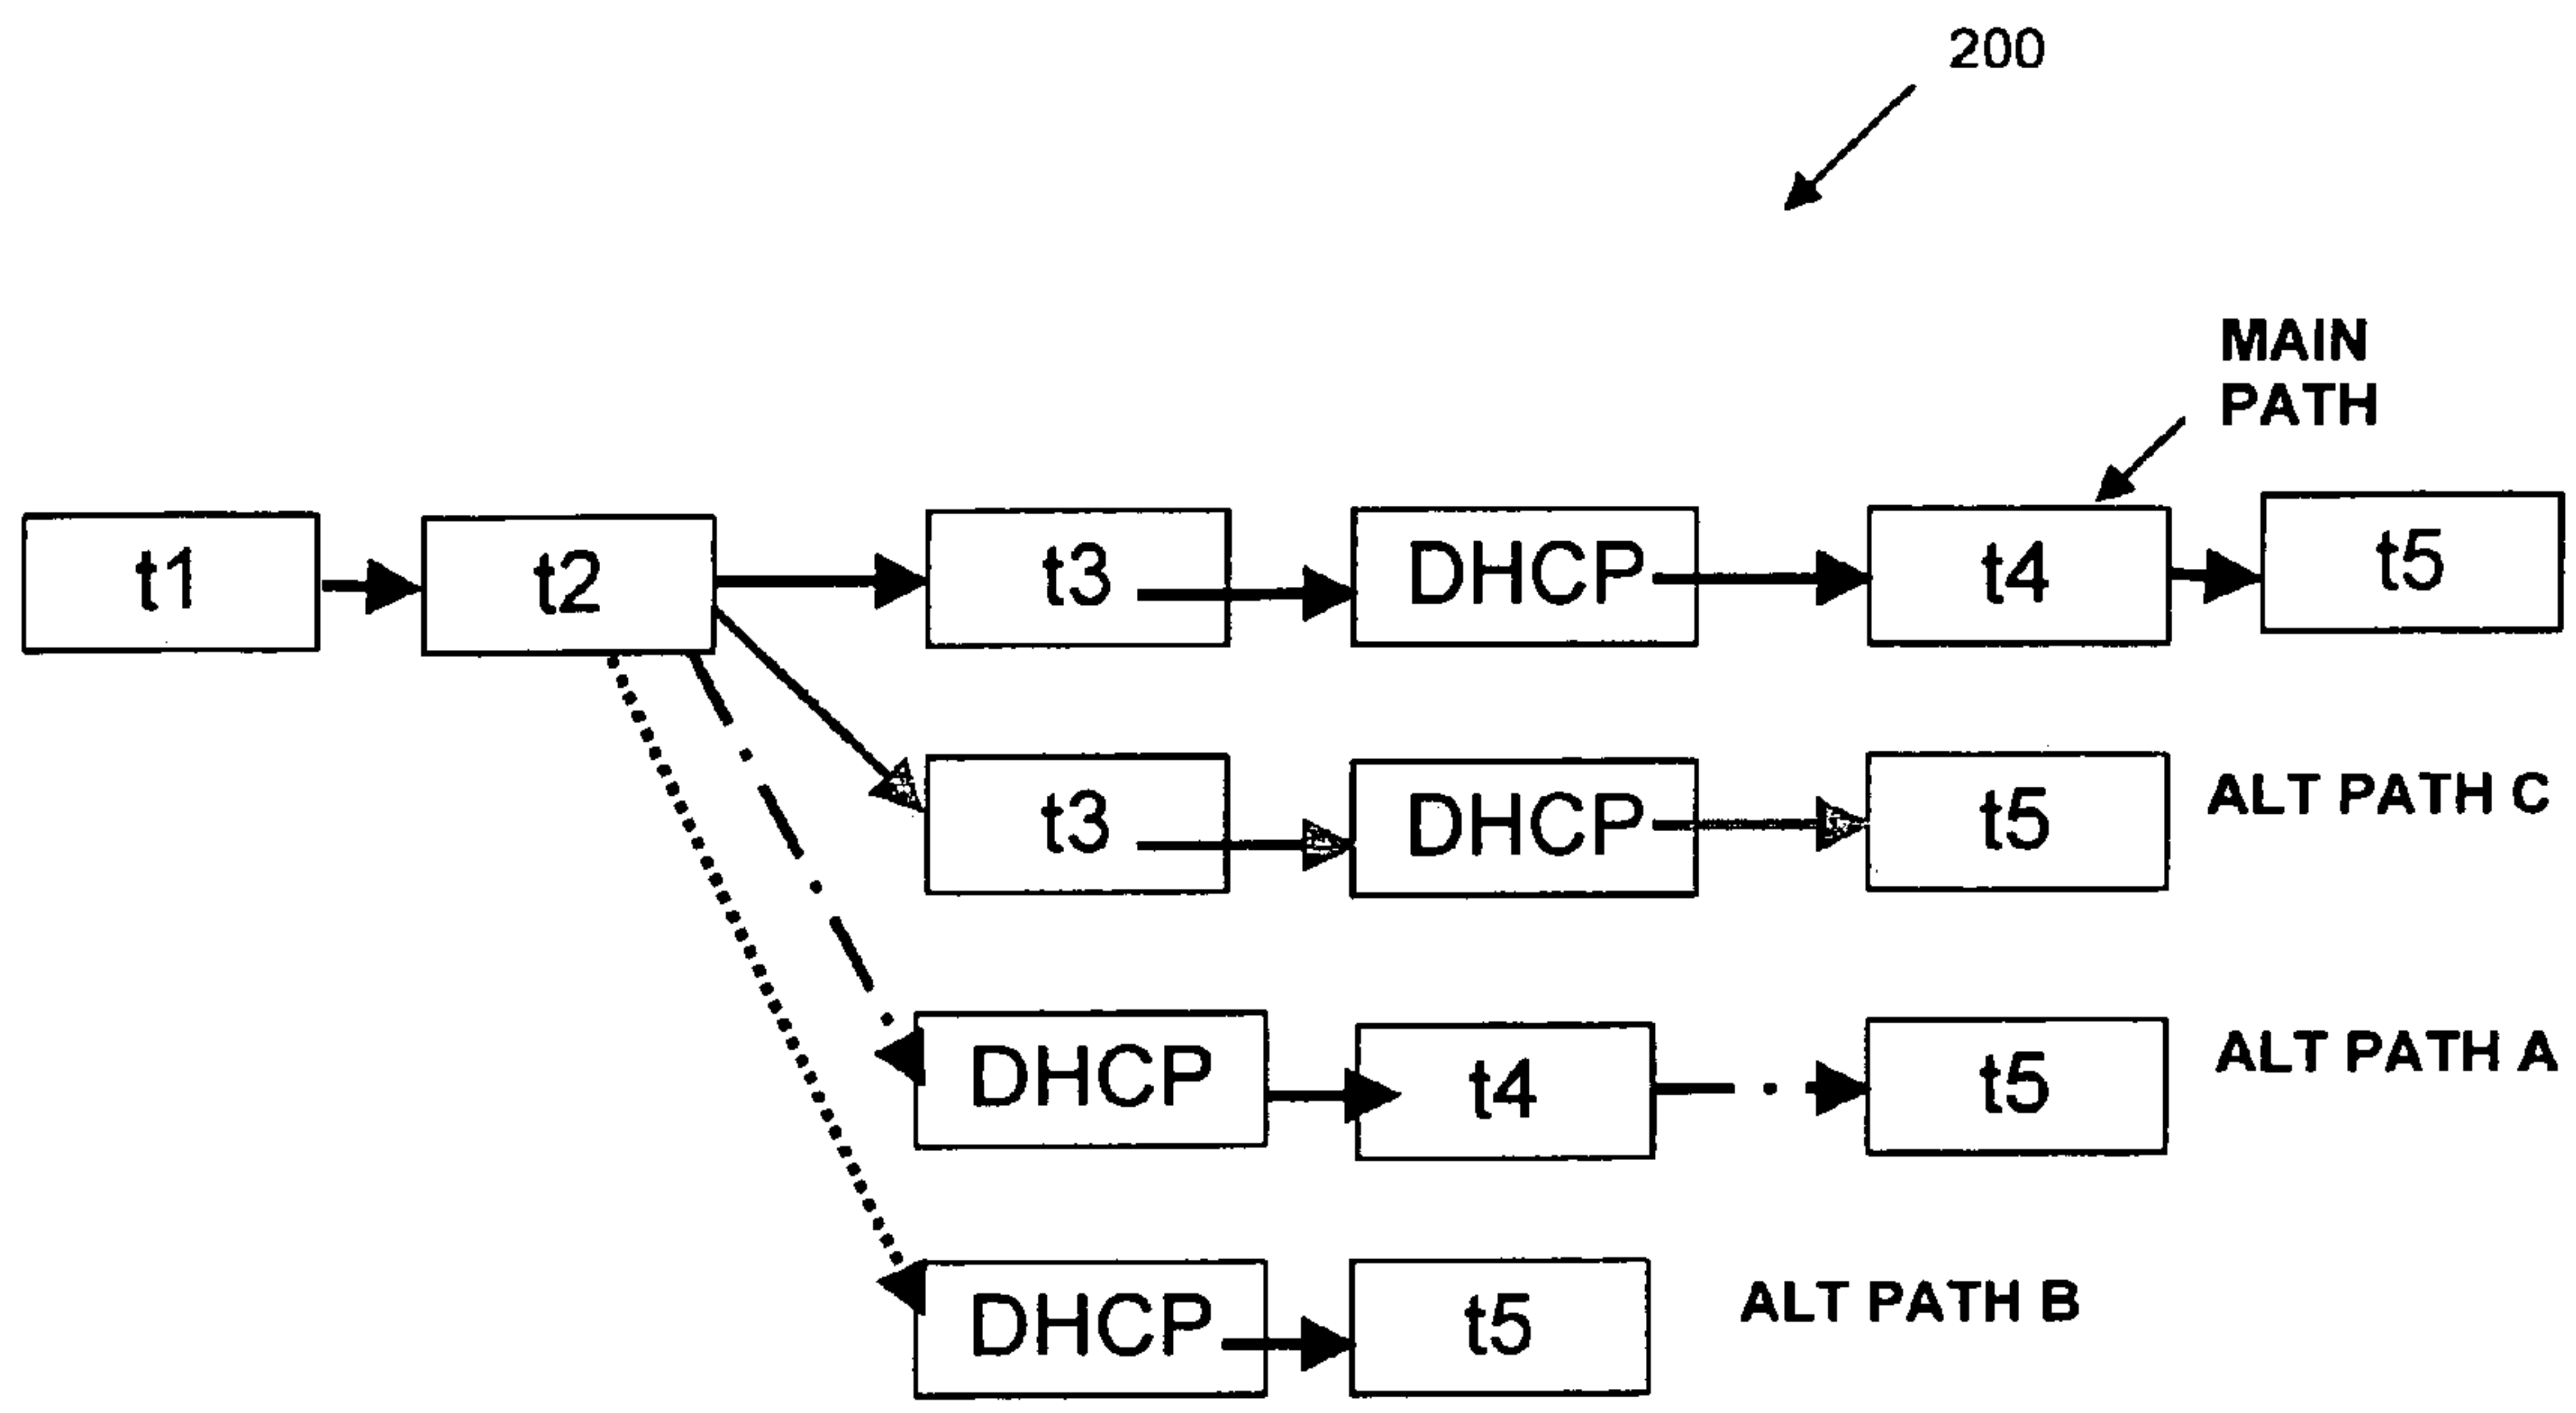 200
MAIN
PATH
t1 t2 t3 DHCP t4 t5
t3 DHCP t5 ALT PATH C
DHCP t4 t5 ALT PATH A
DHCP t5 ALT PATH B